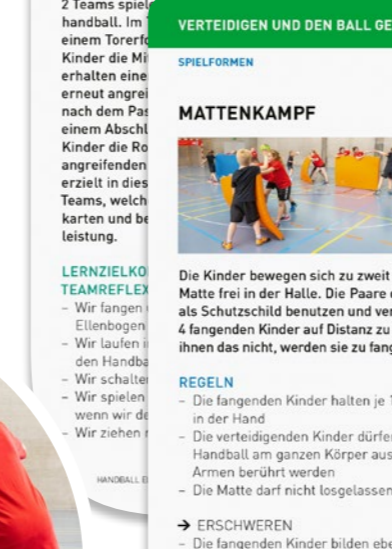 2 Teams spiel
handball. Im
einem Torerfo
Kinder die Mi
erhalten eine
erneut angrei
nach dem Pas
einem Abschl
Kinder die Ro
angreifenden
erzielt in dies
Teams, welch
karten und be
leistung.
LERNZIELKO
TEAMREFLEX
– Wir fangen
Ellenbogen
– Wir laufen i
den Handba
– Wir schalte
– Wir spielen
wenn wir de
– Wir ziehen
HANDBALL E
VERTEIDIGEN UND DEN BALL GE
SPIELFORMEN
MATTENKAMPF
Die Kinder bewegen sich zu zweit
Matte frei in der Halle. Die Paare
als Schutzschild benutzen und ver
4 fangenden Kinder auf Distanz zu
ihnen das nicht, werden sie zu fang
REGELN
– Die fangenden Kinder halten je 1
in der Hand
– Die verteidigenden Kinder dürfe
Handball am ganzen Körper aus
Armen berührt werden
– Die Matte darf nicht losgelassen
→ ERSCHWEREN
– Die fangenden Kinder bilden ebe